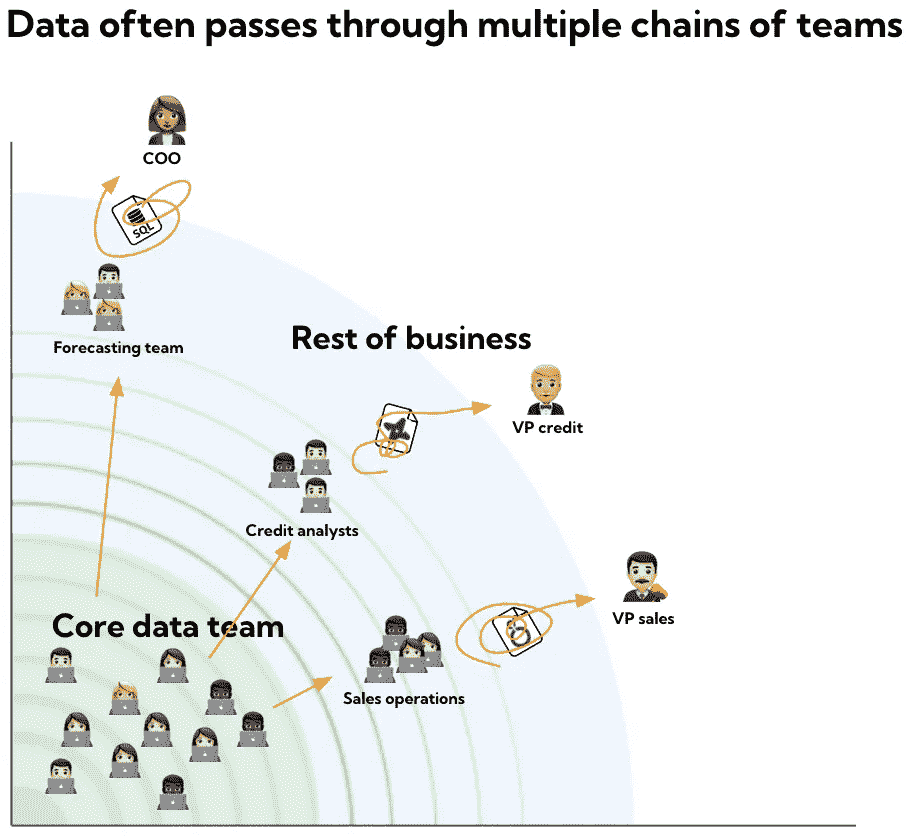 Data often passes through multiple chains of teams
COO
SQL
Forecasting team
Rest of business
VP credit
Credit analysts
VP sales
Core data team
Sales operations